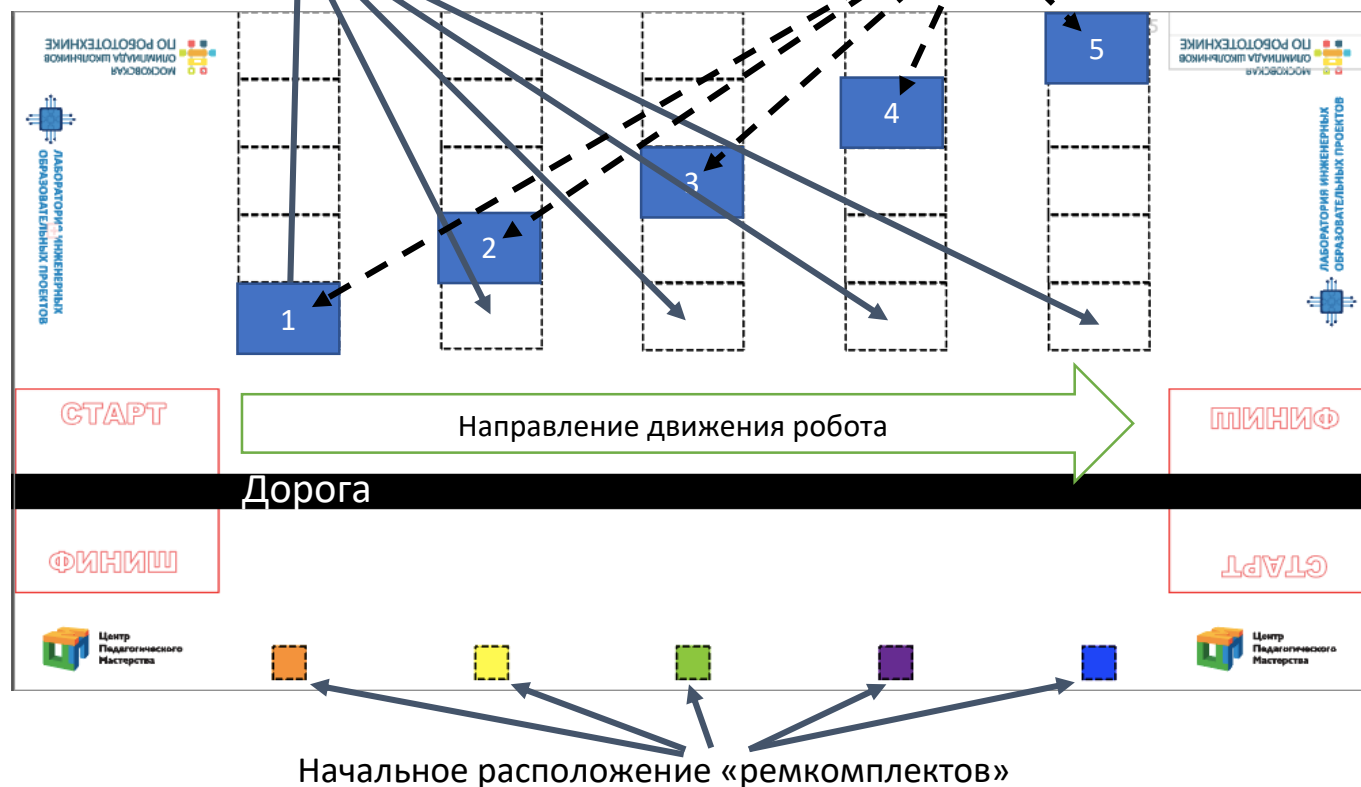 МОСКОВСКАЯ
ОЛИМПИАДА ШКОЛЬНИКОВ
ПО РОБОТОТЕХНИКЕ
МОСКОВСКАЯ
ОЛИМПИАДА ШКОЛЬНИКОВ
ПО РОБОТОТЕХНИКЕ
5
5
4
3
2
1
ЛАБОРАТОРИЯ ИНЖЕНЕРНЫХ
ОБРАЗОВАТЕЛЬНЫХ ПРОЕКТОВ
ЛАБОРАТОРИЯ ИНЖЕНЕРНЫХ
ОБРАЗОВАТЕЛЬНЫХ ПРОЕКТОВ
СТАРТ
Направление движения робота
ФИНИШ
Дорога
ФИНИШ
СТАРТ
Центр
Педагогического
Мастерства
Центр
Педагогического
Мастерства
Начальное расположение «ремкомплектов»